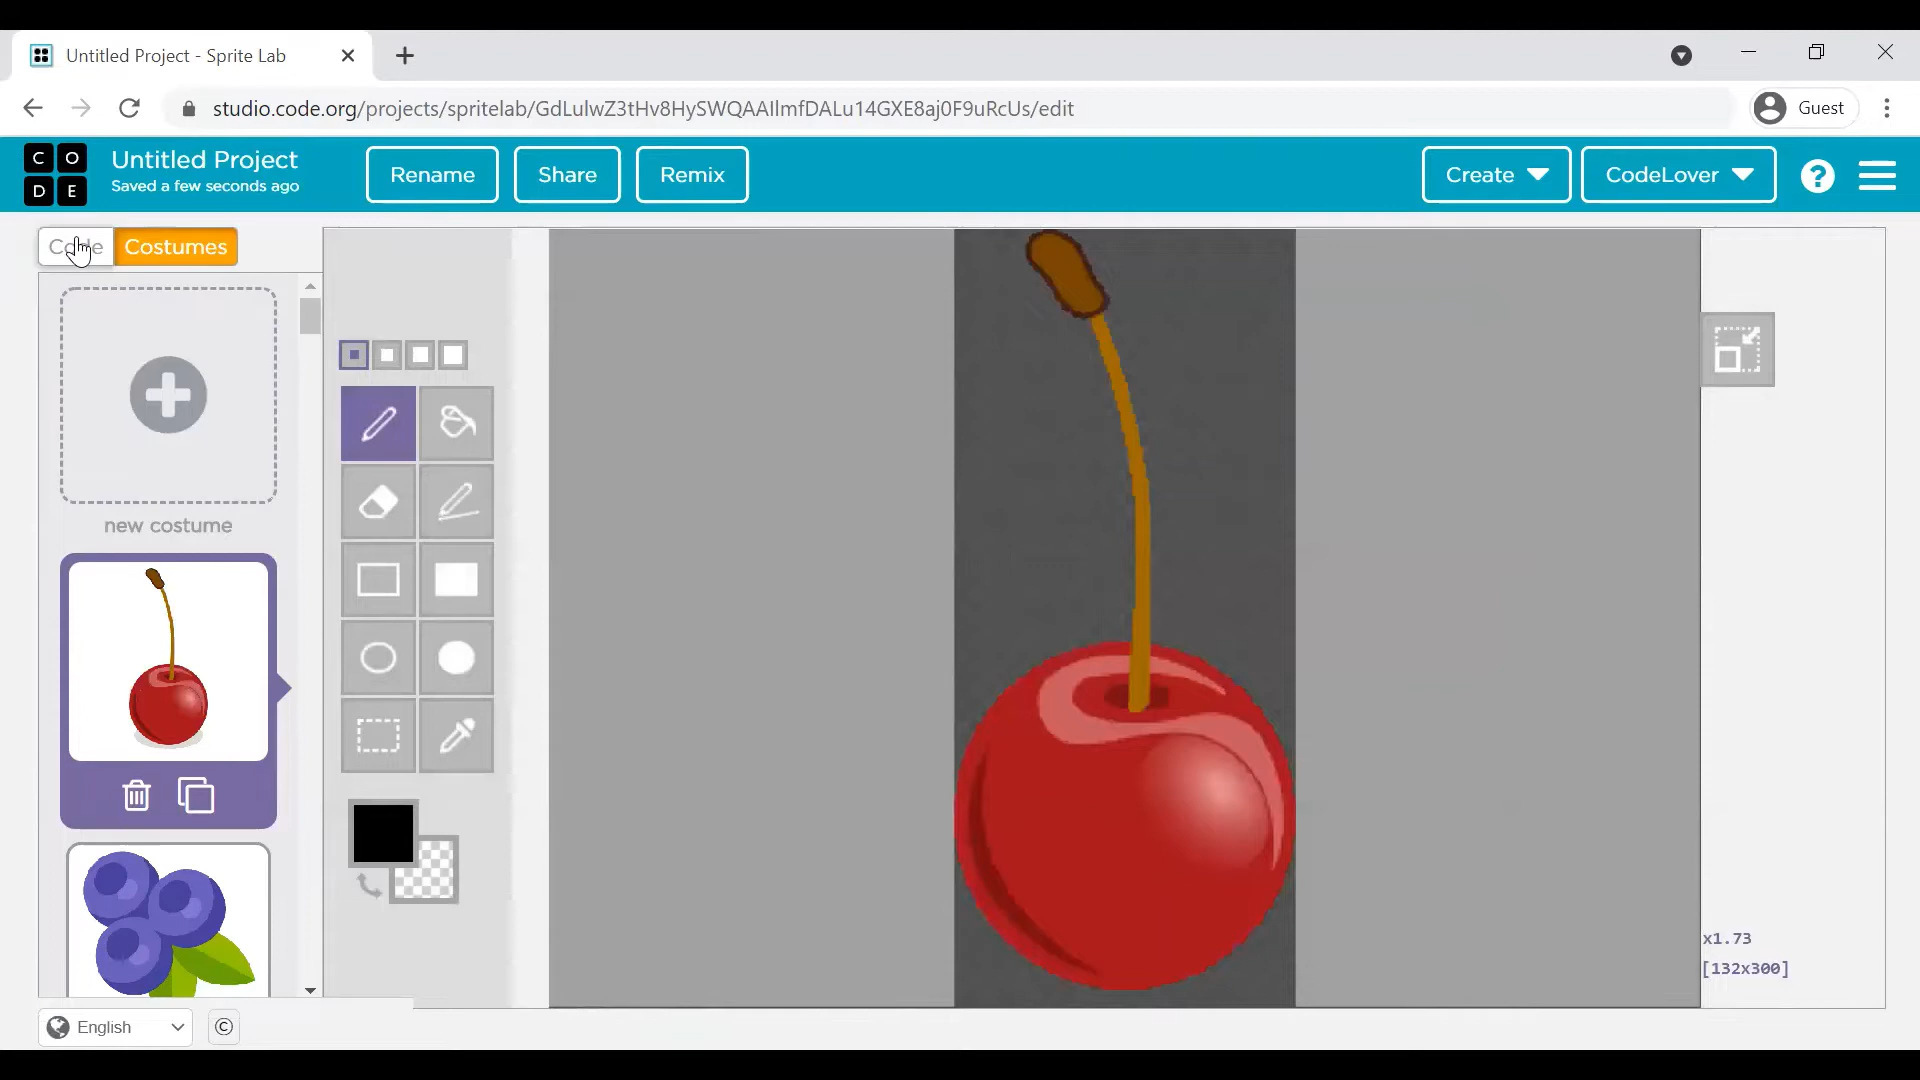 Untitled Project - Sprite Lab
studio.code.org/projects/spritelab/GdLulwZ3tHv8HySWQAAIlmfDALu14GXE8aj0F9uRcUs/edit
Guest
C O
D E
Untitled Project
Saved a few seconds ago
Rename
Share
Remix
Create
CodeLover
?
Code
Costumes
new costume
x1.73
[132x300]
English
©